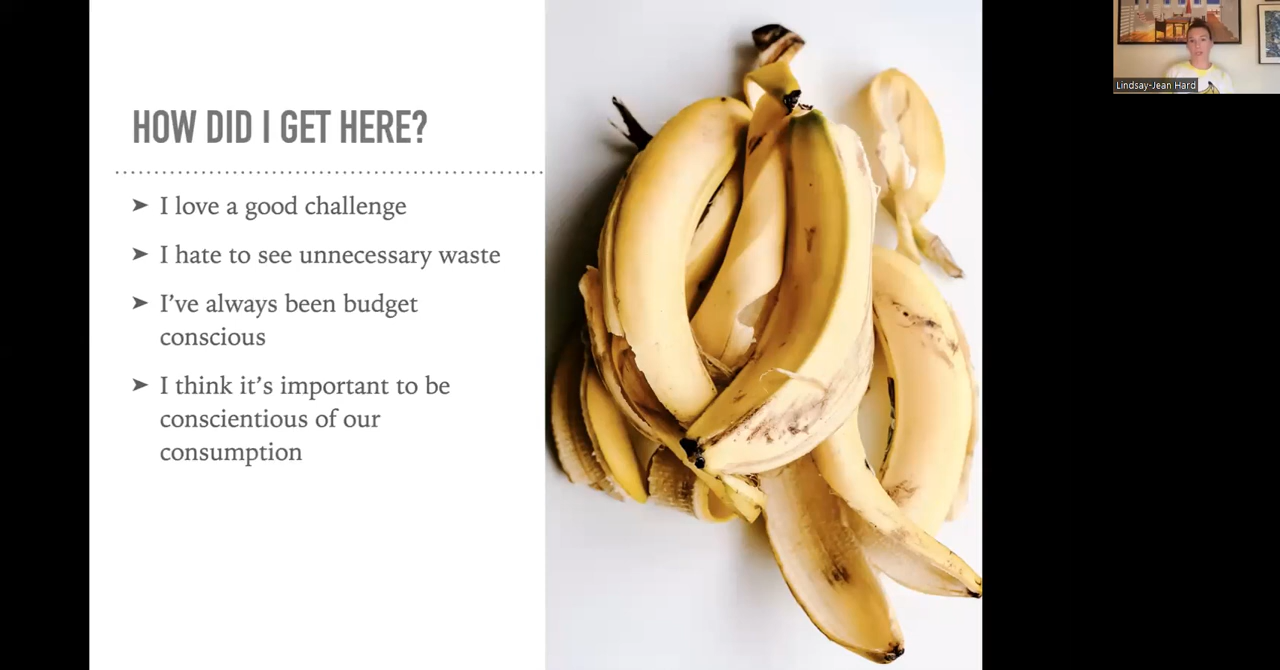 HOW DID I GET HERE?
➤ I love a good challenge
➤ I hate to see unnecessary waste
➤ I’ve always been budget
conscious
➤ I think it’s important to be
conscientious of our
consumption
Lindsay-Jean Hard